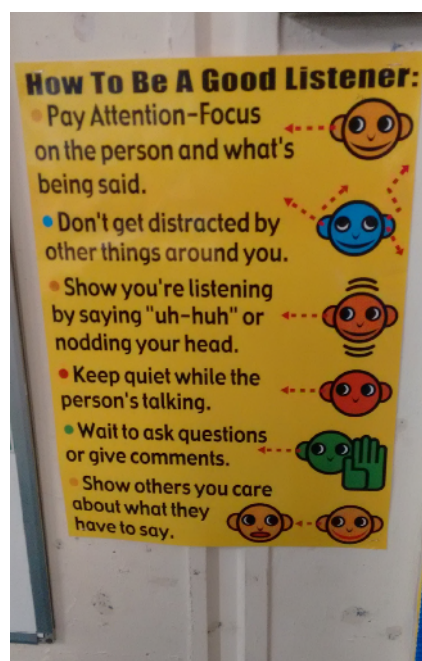 How To Be A Good Listener:
• Pay Attention-Focus
on the person and what's
being said.
• Don't get distracted by
other things around you.
• Show you're listening
by saying "uh-huh" or
nodding your head.
• Keep quiet while the
person's talking.
• Wait to ask questions
or give comments.
• Show others you care
about what they
have to say.